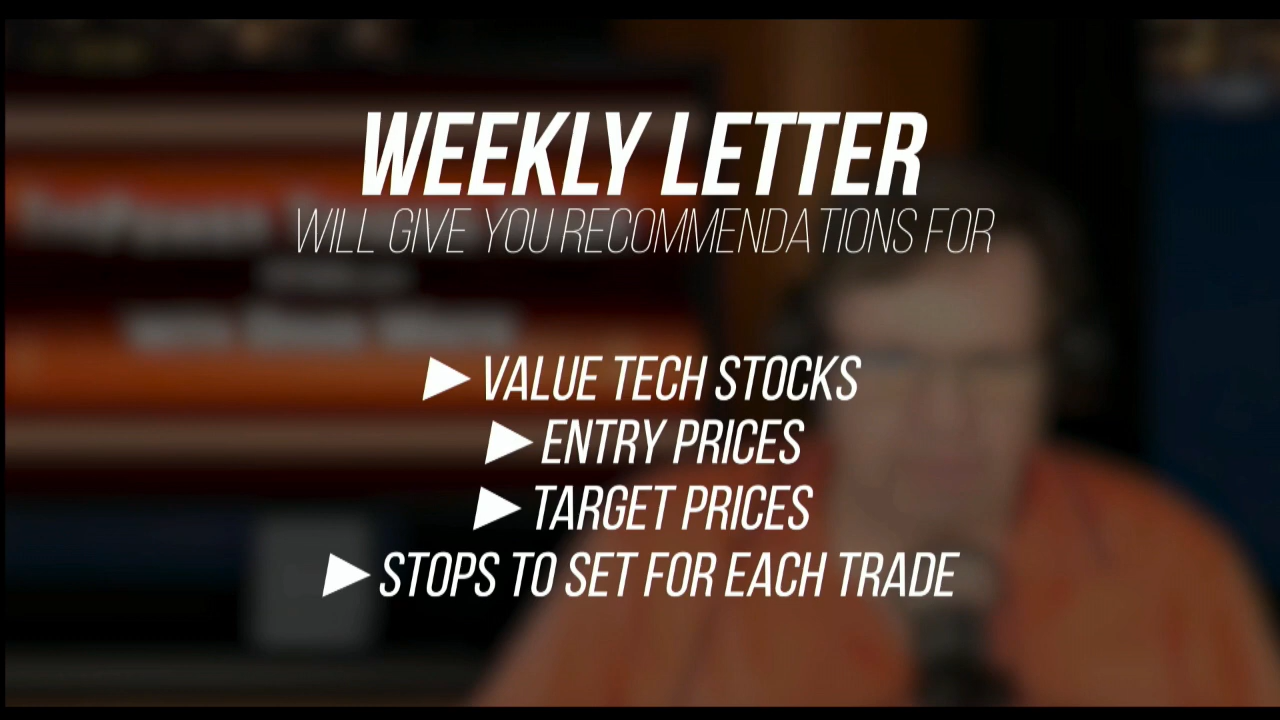 WEEKLY LETTER
WILL GIVE YOU RECOMMENDATIONS FOR
▶ VALUE TECH STOCKS
▶ ENTRY PRICES
▶ TARGET PRICES
▶ STOPS TO SET FOR EACH TRADE